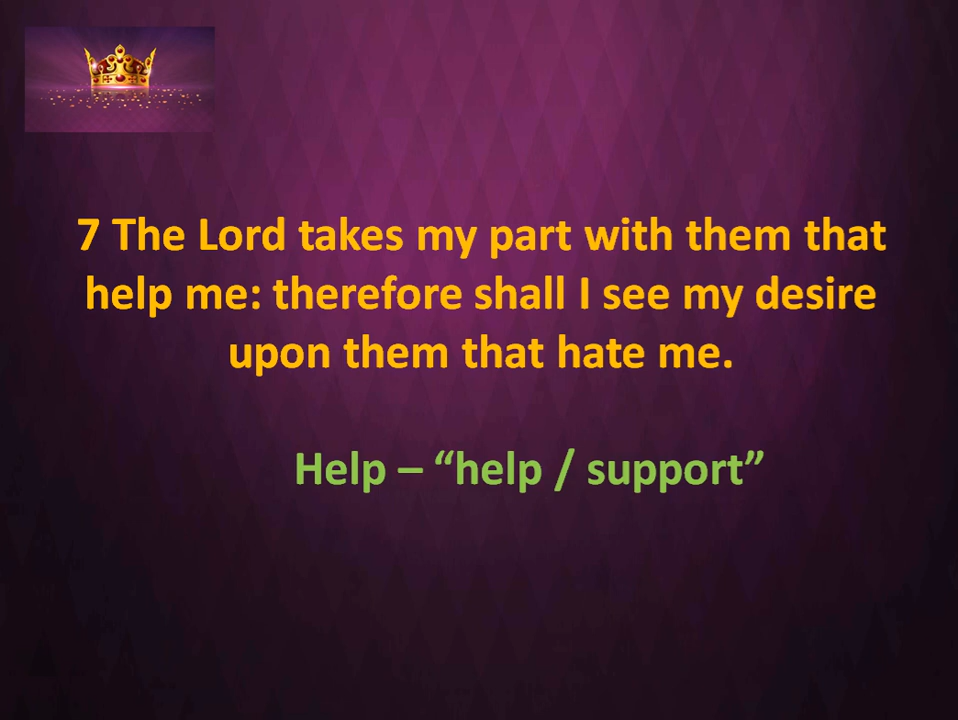 7 The Lord takes my part with them that
help me: therefore shall I see my desire
upon them that hate me.
Help – “help / support”